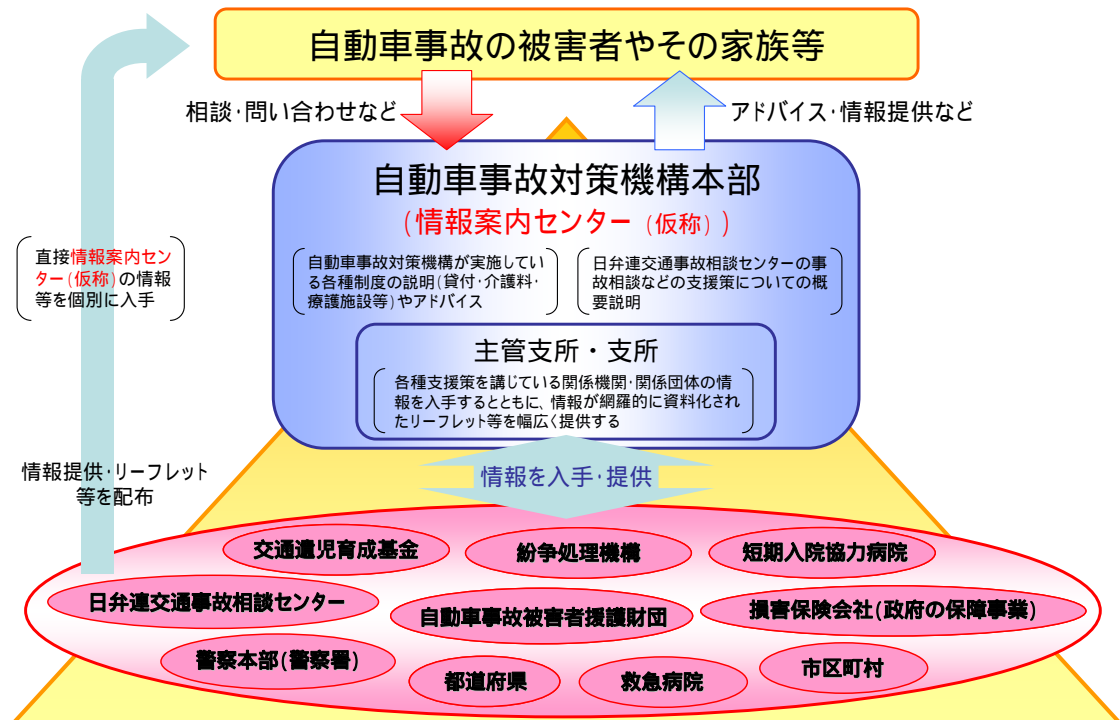 自動車事故の被害者やその家族等
相談・問い合わせなど
アドバイス・情報提供など
自動車事故対策機構本部
(情報案内センター(仮称))
直接情報案内セン
ター(仮称)の情報
等を個別に入手
自動車事故対策機構が実施してい
る各種制度の説明(貸付・介護料・
療護施設等)やアドバイス
日弁連交通事故相談センターの事
故相談などの支援策についての概
要説明
主管支所・支所
各種支援策を講じている関係機関・関係団体の情
報を入手するとともに、情報が網羅的に資料化され
たリーフレット等を幅広く提供する
情報提供・リーフレット
等を配布
情報を入手・提供
交通遺児育成基金
紛争処理機構
短期入院協力病院
日弁連交通事故相談センター
自動車事故被害者援護財団
損害保険会社(政府の保障事業)
警察本部(警察署)
都道府県
救急病院
市区町村